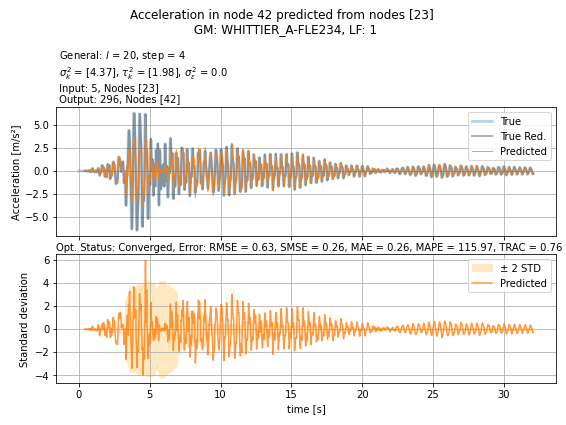 Acceleration in node 42 predicted from nodes [23]
GM: WHITTIER_A-FLE234, LF: 1
General: l = 20, step = 4
σ²ₖ = [4.37], τ²ₖ = [1.98], σ²ε = 0.0
Input: 5, Nodes [23]
Output: 296, Nodes [42]
Acceleration [m/s²]
5.0
2.5
0.0
−2.5
−5.0
True
True Red.
Predicted
Opt. Status: Converged, Error: RMSE = 0.63, SMSE = 0.26, MAE = 0.26, MAPE = 115.97, TRAC = 0.76
Standard deviation
6
4
2
0
−2
−4
± 2 STD
Predicted
0 5 10 15 20 25 30
time [s]